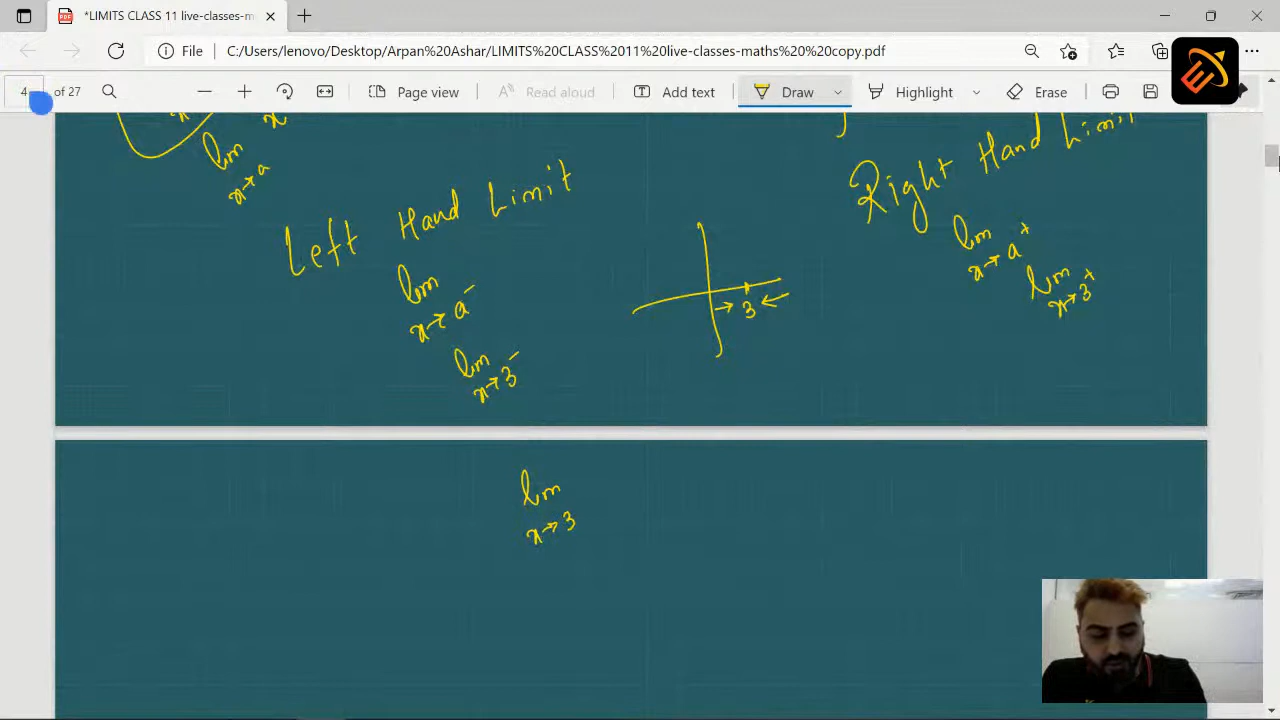 *LIMITS CLASS 11 live-classes-m
File C:/Users/lenovo/Desktop/Arpan%20Ashar/LIMITS%20CLASS%2011%20live-classes-maths%20%20copy.pdf
4 of 27 Page view Read aloud Add text Draw Highlight Erase
lim
x→a
Left Hand Limit
lim
x→a⁻
lim
x→3⁻
→ 3 ←
Right Hand Limit
lim
x→a⁺
lim
x→3⁺
lim
x→3